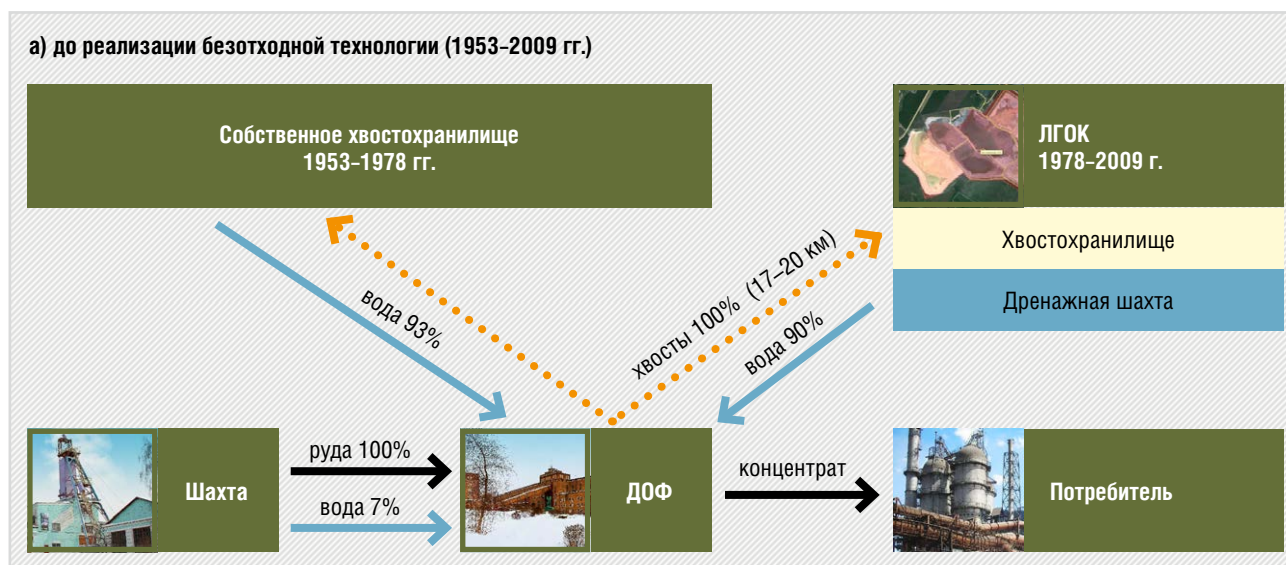 а) до реализации безотходной технологии (1953–2009 гг.)
Собственное хвостохранилище
1953–1978 гг.
ЛГОК
1978–2009 г.
Хвостохранилище
Дренажная шахта
вода 93%
хвосты 100% (17–20 км)
вода 90%
Шахта
руда 100%
вода 7%
ДОФ
концентрат
Потребитель